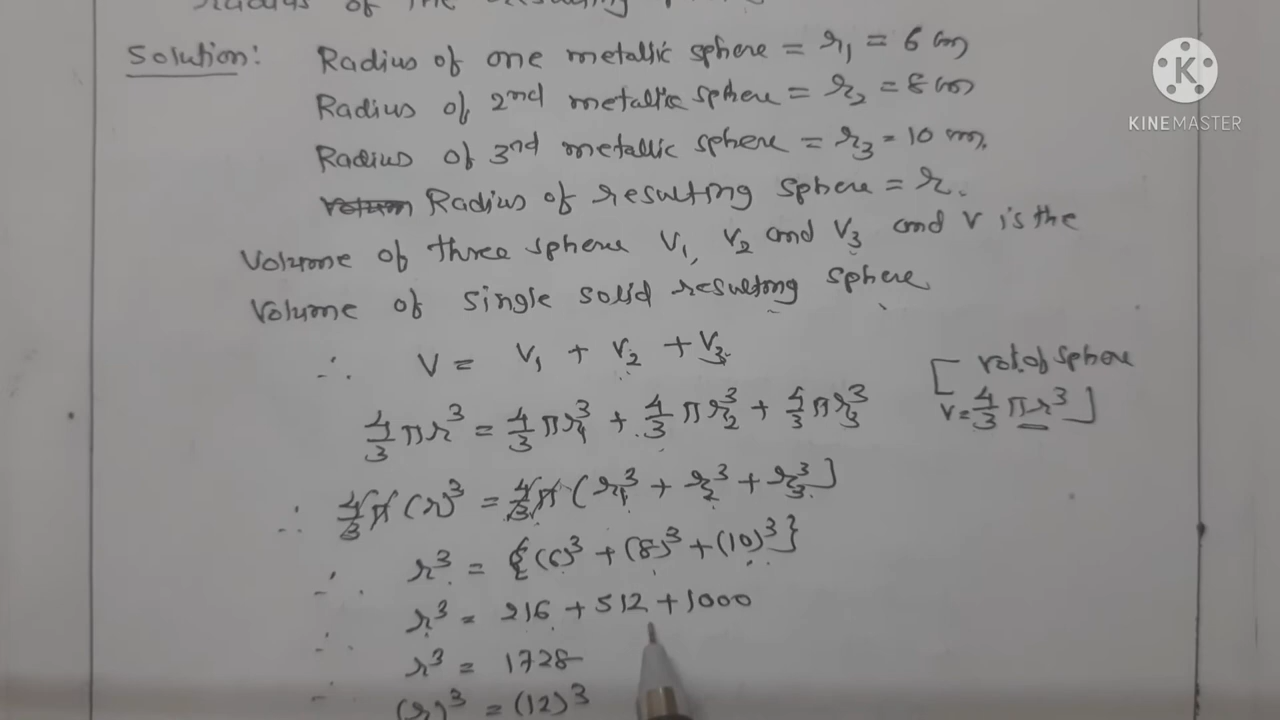 Radius of the Resulting
Solution: Radius of one metallic sphere = r₁ = 6 cm
Radius of 2nd metallic sphere = r₂ = 8 cm
Radius of 3rd metallic sphere = r₃ = 10 cm.
K
KINEMASTER
Radius of resulting sphere = r.
Volume of three sphere V₁, V₂ and V₃ and V is the
Volume of single solid resulting sphere
∴ V = V₁ + V₂ + V₃
[vol. of sphere
V = 4/3 πr³]
4/3 πr³ = 4/3 πr₁³ + 4/3 πr₂³ + 4/3 πr₃³
∴ 4/3 π (r)³ = 4/3 π (r₁³ + r₂³ + r₃³]
∴ r³ = {(6)³ + (8)³ + (10)³}
∴ r³ = 216 + 512 + 1000
∴ r³ = 1728
∴ (r)³ = (12)³